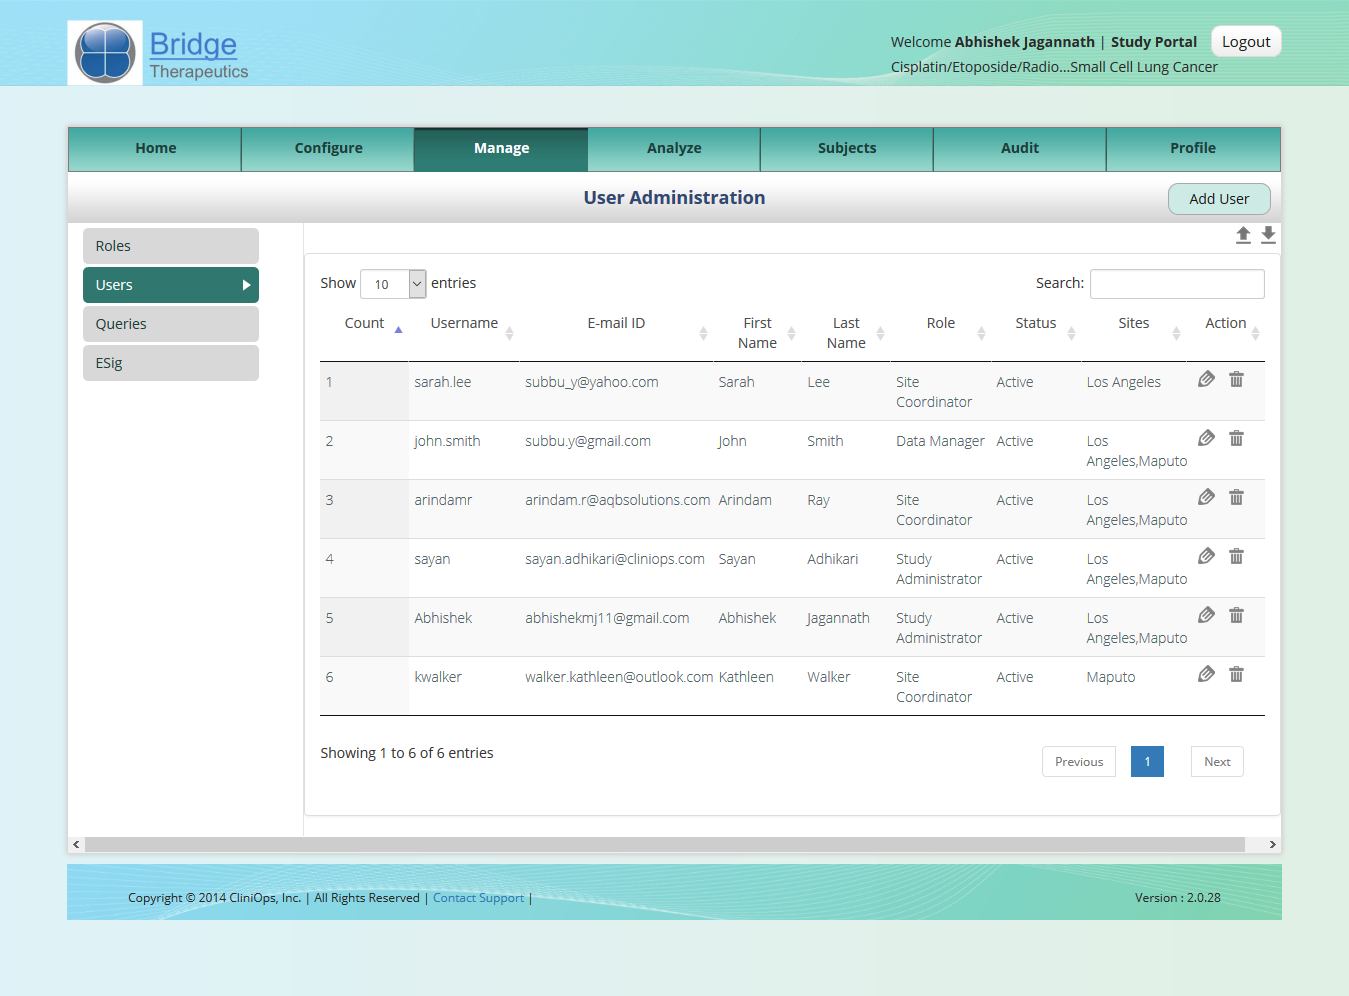 Bridge
Therapeutics
Welcome Abhishek Jagannath | Study Portal
Logout
Cisplatin/Etoposide/Radio...Small Cell Lung Cancer
Home
Configure
Manage
Analyze
Subjects
Audit
Profile
User Administration
Add User
Roles
Users
Queries
ESig
Show 10 entries
Search:
Count Username E-mail ID First Name Last Name Role Status Sites Action
1 sarah.lee subbu_y@yahoo.com Sarah Lee Site Coordinator Active Los Angeles
2 john.smith subbu.y@gmail.com John Smith Data Manager Active Los Angeles,Maputo
3 arindamr arindam.r@aqbsolutions.com Arindam Ray Site Coordinator Active Los Angeles,Maputo
4 sayan sayan.adhikari@cliniops.com Sayan Adhikari Study Administrator Active Los Angeles,Maputo
5 Abhishek abhishekmj11@gmail.com Abhishek Jagannath Study Administrator Active Los Angeles,Maputo
6 kwalker walker.kathleen@outlook.com Kathleen Walker Site Coordinator Active Maputo
Showing 1 to 6 of 6 entries
Previous 1 Next
Copyright © 2014 CliniOps, Inc. | All Rights Reserved | Contact Support |
Version : 2.0.28